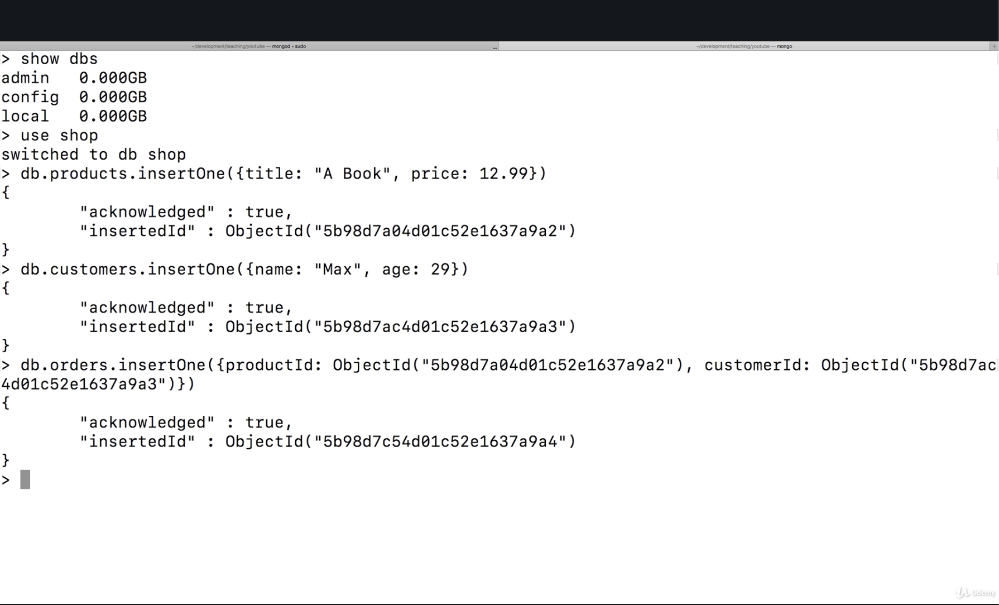 ~/development/teaching/youtube — mongod • sudo
~/development/teaching/youtube — mongo
> show dbs
admin   0.000GB
config  0.000GB
local   0.000GB
> use shop
switched to db shop
> db.products.insertOne({title: "A Book", price: 12.99})
{
        "acknowledged" : true,
        "insertedId" : ObjectId("5b98d7a04d01c52e1637a9a2")
}
> db.customers.insertOne({name: "Max", age: 29})
{
        "acknowledged" : true,
        "insertedId" : ObjectId("5b98d7ac4d01c52e1637a9a3")
}
> db.orders.insertOne({productId: ObjectId("5b98d7a04d01c52e1637a9a2"), customerId: ObjectId("5b98d7ac
4d01c52e1637a9a3")})
{
        "acknowledged" : true,
        "insertedId" : ObjectId("5b98d7c54d01c52e1637a9a4")
}
>
Udemy